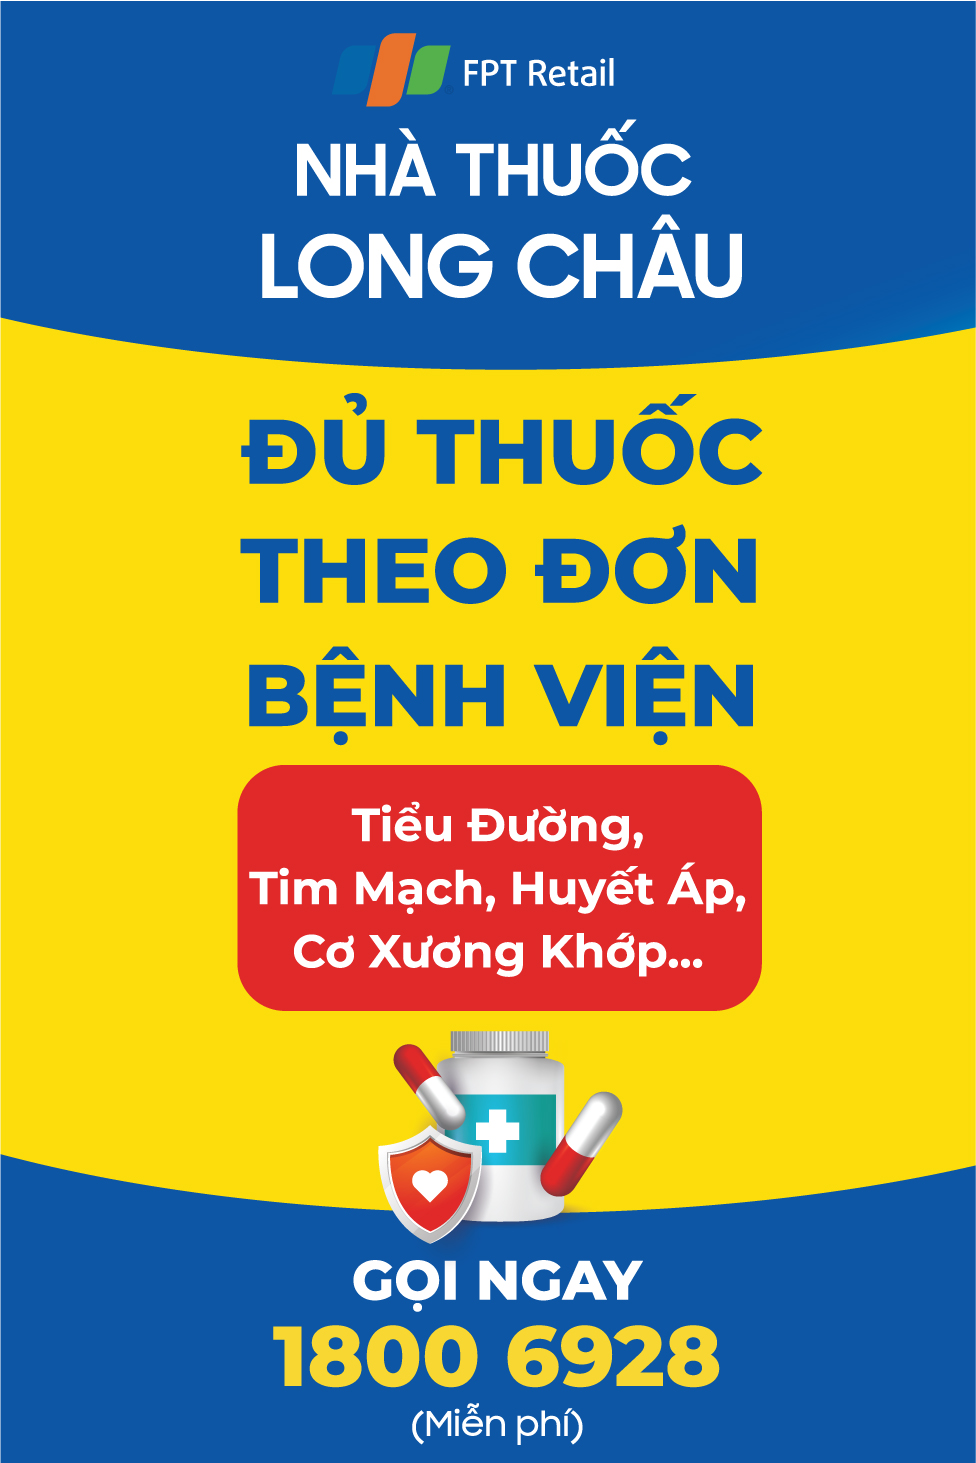 FPT Retail
NHÀ THUỐC
LONG CHÂU
ĐỦ THUỐC
THEO ĐƠN
BỆNH VIỆN
Tiểu Đường,
Tim Mạch, Huyết Áp,
Cơ Xương Khớp...
GỌI NGAY
1800 6928
(Miễn phí)